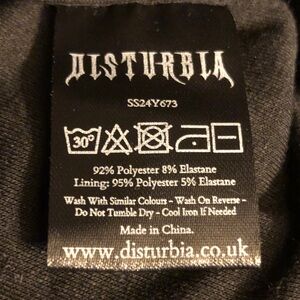 DISTURBIA
SS24Y673
30°
92% Polyester 8% Elastane
Lining: 95% Polyester 5% Elastane
Wash With Similar Colours - Wash On Reverse -
Do Not Tumble Dry - Cool Iron If Needed
Made in China.
www.disturbia.co.uk